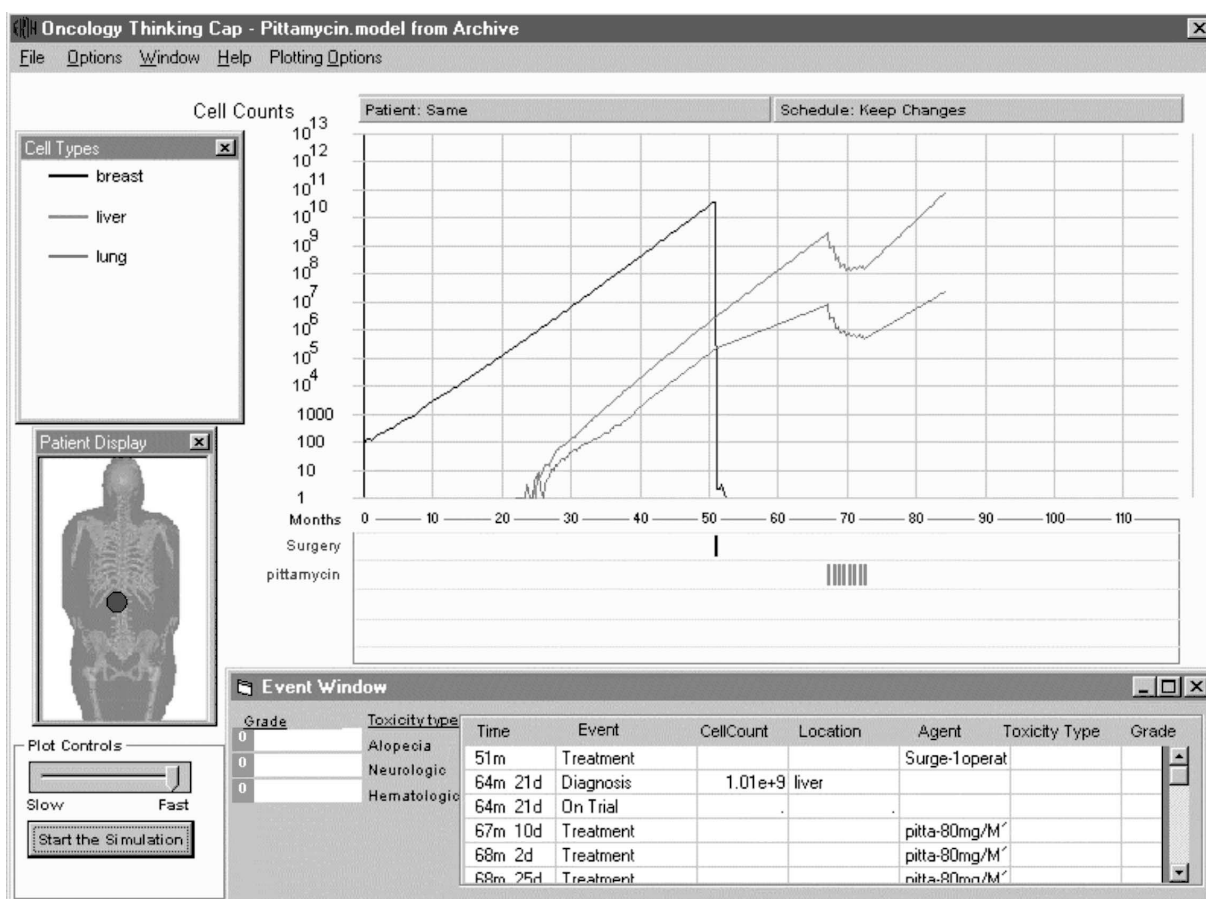 Oncology Thinking Cap - Pittamycin.model from Archive
File Options Window Help Plotting Options
Cell Counts
Patient: Same
Schedule: Keep Changes
Cell Types
breast
liver
lung
10^13
10^12
10^11
10^10
10^9
10^8
10^7
10^6
10^5
10^4
1000
100
10
1
Months 0 10 20 30 40 50 60 70 80 90 100 110
Surgery
pittamycin
Patient Display
Plot Controls
Slow Fast
Start the Simulation
Event Window
Grade Toxicity type
0 Alopecia
0 Neurologic
0 Hematologic
Time Event CellCount Location Agent Toxicity Type Grade
51m Treatment Surge-1operat
64m 21d Diagnosis 1.01e+9 liver
64m 21d On Trial . .
67m 10d Treatment pitta-80mg/M
68m 2d Treatment pitta-80mg/M
68m 25d Treatment pitta-80mg/M